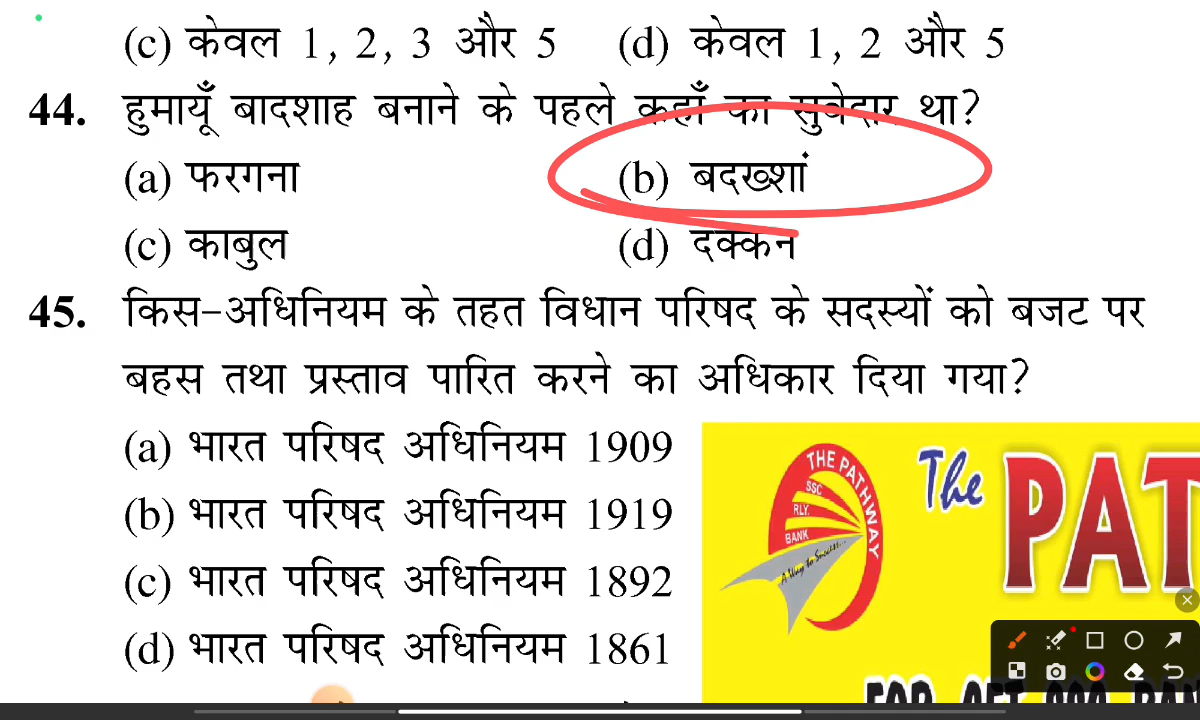 (c) केवल 1, 2, 3 और 5 (d) केवल 1, 2 और 5
44. हुमायूँ बादशाह बनाने के पहले कहाँ का सुवेदार था?
(a) फरगना (b) बदख्शां
(c) काबुल (d) दक्कन
45. किस-अधिनियम के तहत विधान परिषद के सदस्यों को बजट पर
बहस तथा प्रस्ताव पारित करने का अधिकार दिया गया?
(a) भारत परिषद अधिनियम 1909
(b) भारत परिषद अधिनियम 1919
(c) भारत परिषद अधिनियम 1892
(d) भारत परिषद अधिनियम 1861
THE PATHWAY
SSC
RLY.
BANK
A Way to Success...
The PAT